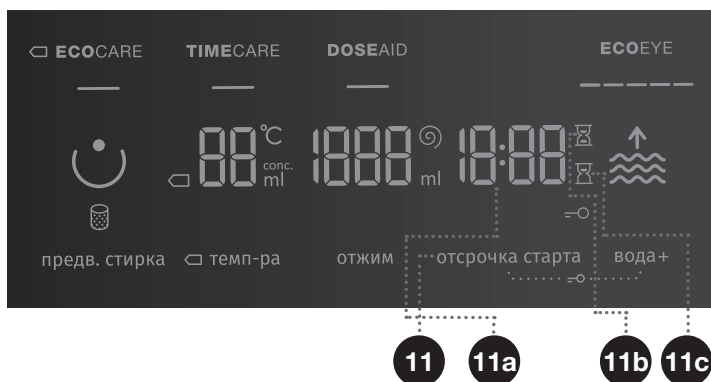 ECOCARE TIMECARE DOSEAID ECOEYE
88 °C 1888 18:88
conc.
ml ml
предв. стирка темп-ра отжим отсрочка старта вода+
11 11a 11b 11c